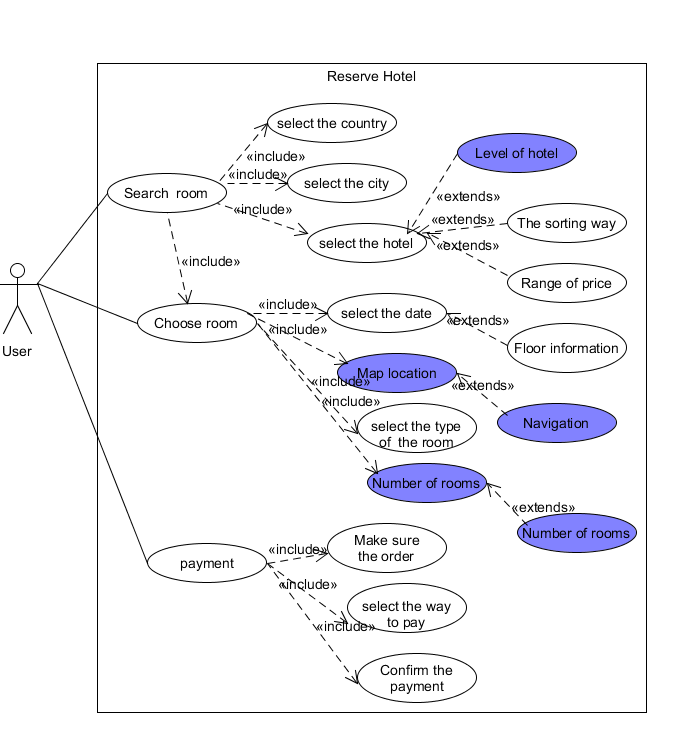 Reserve Hotel
select the country
Level of hotel
«include»
«include»
select the city
Search  room
«extends»
«include»
«extends»
The sorting way
select the hotel
«extends»
«include»
Range of price
«include»
select the date
Choose room
«extends»
«include»
Floor information
User
Map location
«include»
«extends»
«include»
Navigation
select the type
of  the room
Number of rooms
«extends»
Number of rooms
Make sure
the order
«include»
payment
«include»
select the way
to pay
«include»
Confirm the
payment